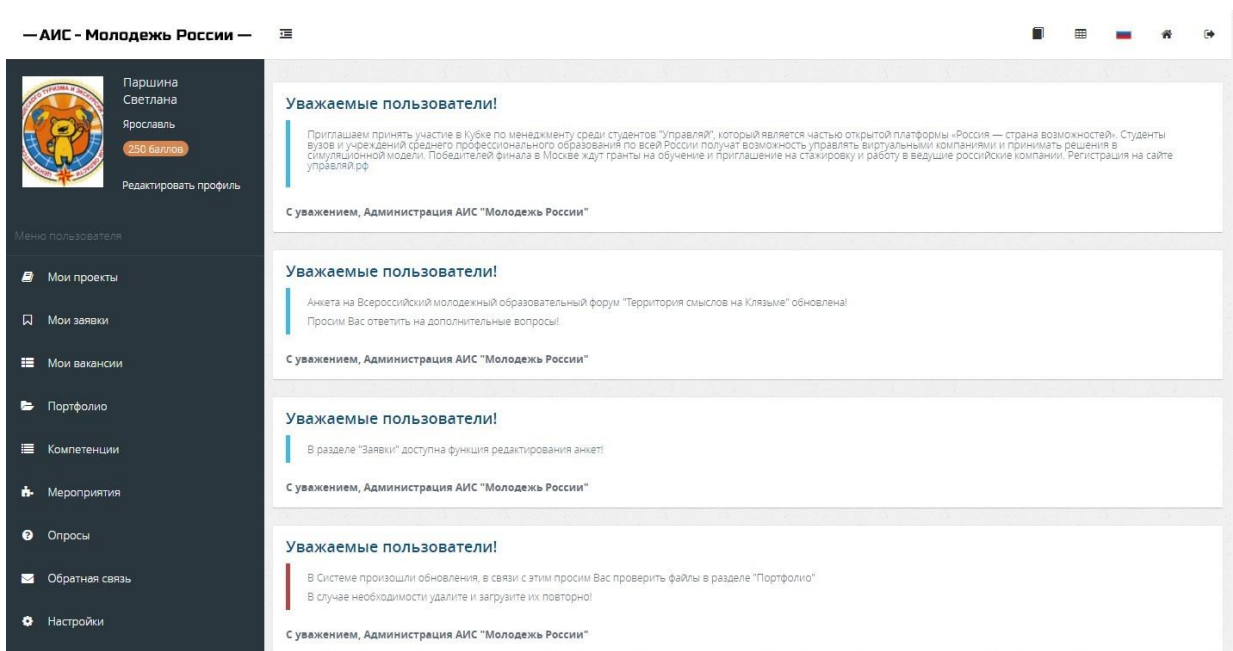 — АИС - Молодежь России —
Паршина
Светлана
Ярославль
250 баллов
Редактировать профиль
Меню пользователя
Мои проекты
Мои заявки
Мои вакансии
Портфолио
Компетенции
Мероприятия
Опросы
Обратная связь
Настройки
Уважаемые пользователи!
Приглашаем принять участие в Кубке по менеджменту среди студентов "Управляй", который является частью открытой платформы «Россия — страна возможностей». Студенты
вузов и учреждений среднего профессионального образования по всей России получат возможность управлять виртуальными компаниями и принимать решения в
симуляционной модели. Победителей финала в Москве ждут гранты на обучение и приглашение на стажировку и работу в ведущие российские компании. Регистрация на сайте
управляй.рф
С уважением, Администрация АИС "Молодежь России"
Уважаемые пользователи!
Анкета на Всероссийский молодежный образовательный форум "Территория смыслов на Клязьме" обновлена!
Просим Вас ответить на дополнительные вопросы!
С уважением, Администрация АИС "Молодежь России"
Уважаемые пользователи!
В разделе "Заявки" доступна функция редактирования анкет!
С уважением, Администрация АИС "Молодежь России"
Уважаемые пользователи!
В Системе произошли обновления, в связи с этим просим Вас проверить файлы в разделе "Портфолио"
В случае необходимости удалите и загрузите их повторно!
С уважением, Администрация АИС "Молодежь России"